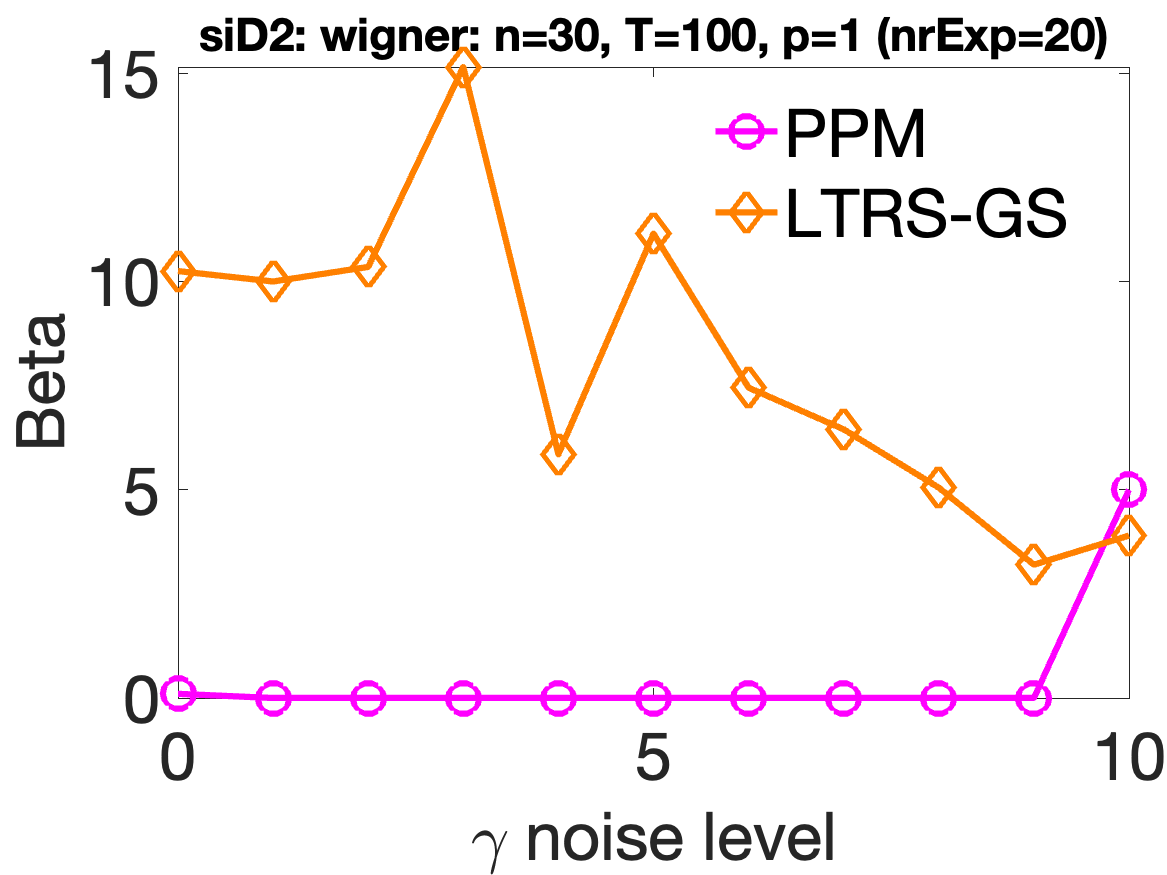 siD2: wigner: n=30, T=100, p=1 (nrExp=20)
15
10
5
0
Beta
PPM
LTRS-GS
0 5 10
γ noise level